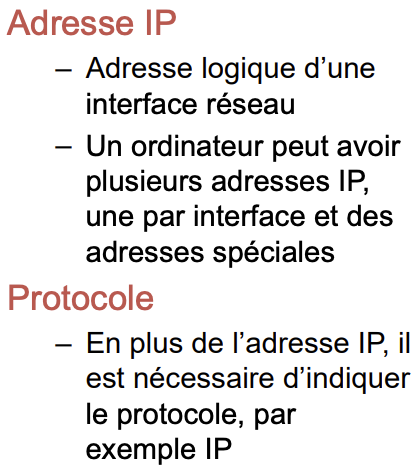 Adresse IP
– Adresse logique d’une
interface réseau
– Un ordinateur peut avoir
plusieurs adresses IP,
une par interface et des
adresses spéciales
Protocole
– En plus de l’adresse IP, il
est nécessaire d’indiquer
le protocole, par
exemple IP